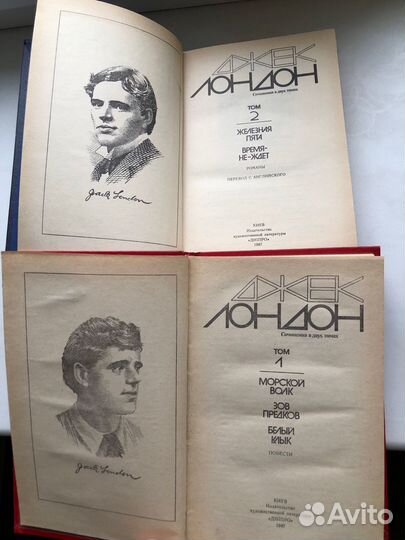 ДЖЕК
ЛОНДОН
Сочинения в двух томах
ТОМ
2
ЖЕЛЕЗНАЯ
ПЯТА
ВРЕМЯ-
НЕ-ЖДЕТ
РОМАНЫ
ПЕРЕВОД С АНГЛИЙСКОГО
КИЕВ
Издательство
художественной литературы
«ДНІПРО»
1987
Jack London
ДЖЕК
ЛОНДОН
Сочинения в двух томах
ТОМ
1
МОРСКОЙ
ВОЛК
ЗОВ
ПРЕДКОВ
БЕЛЫЙ
КЛЫК
ПОВЕСТИ
КИЕВ
Издательство
художественной литературы
«ДНІПРО»
1987
Jack London
Avito